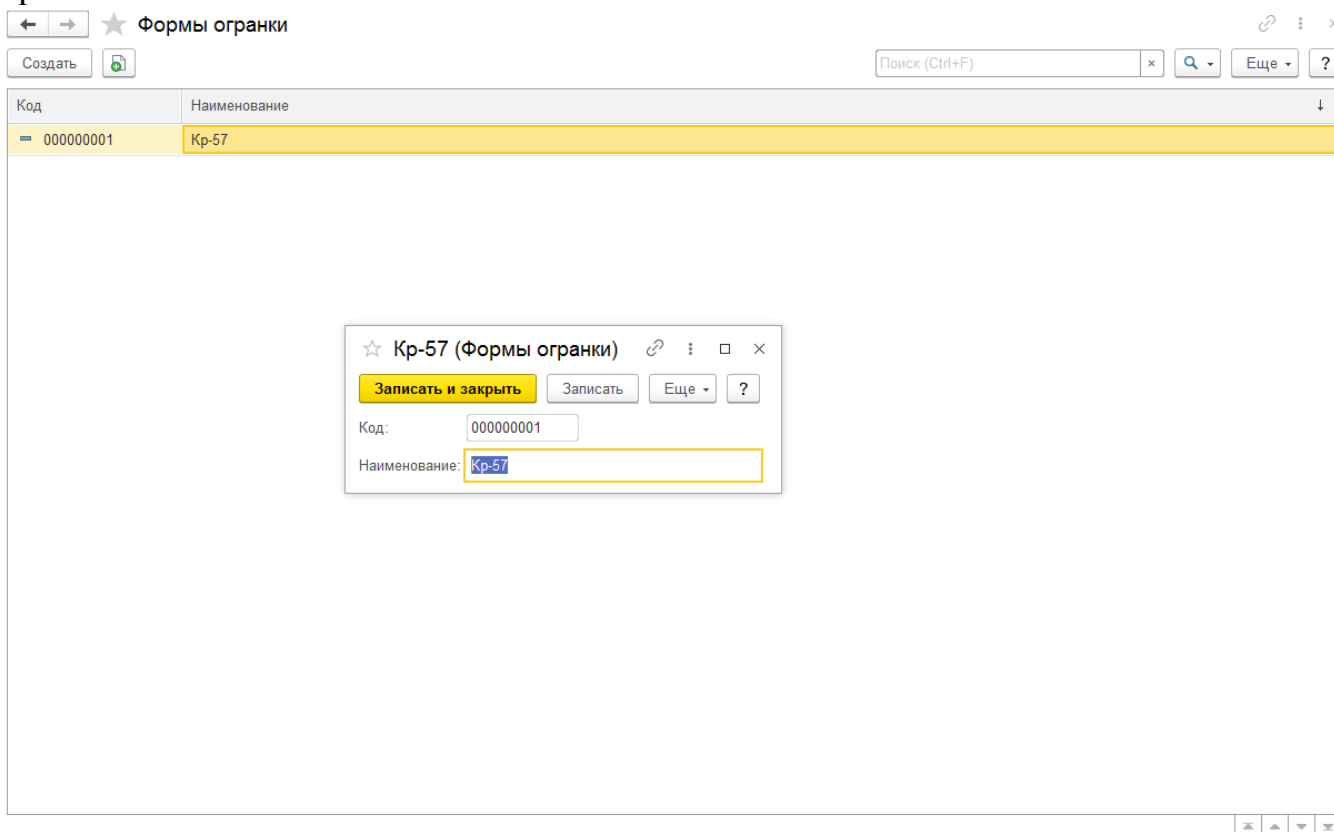 Формы огранки
Создать Поиск (Ctrl+F) × Еще ?
Код Наименование ↓
000000001 Кр-57
Кр-57 (Формы огранки)
Записать и закрыть Записать Еще ?
Код: 000000001
Наименование: Кр-57